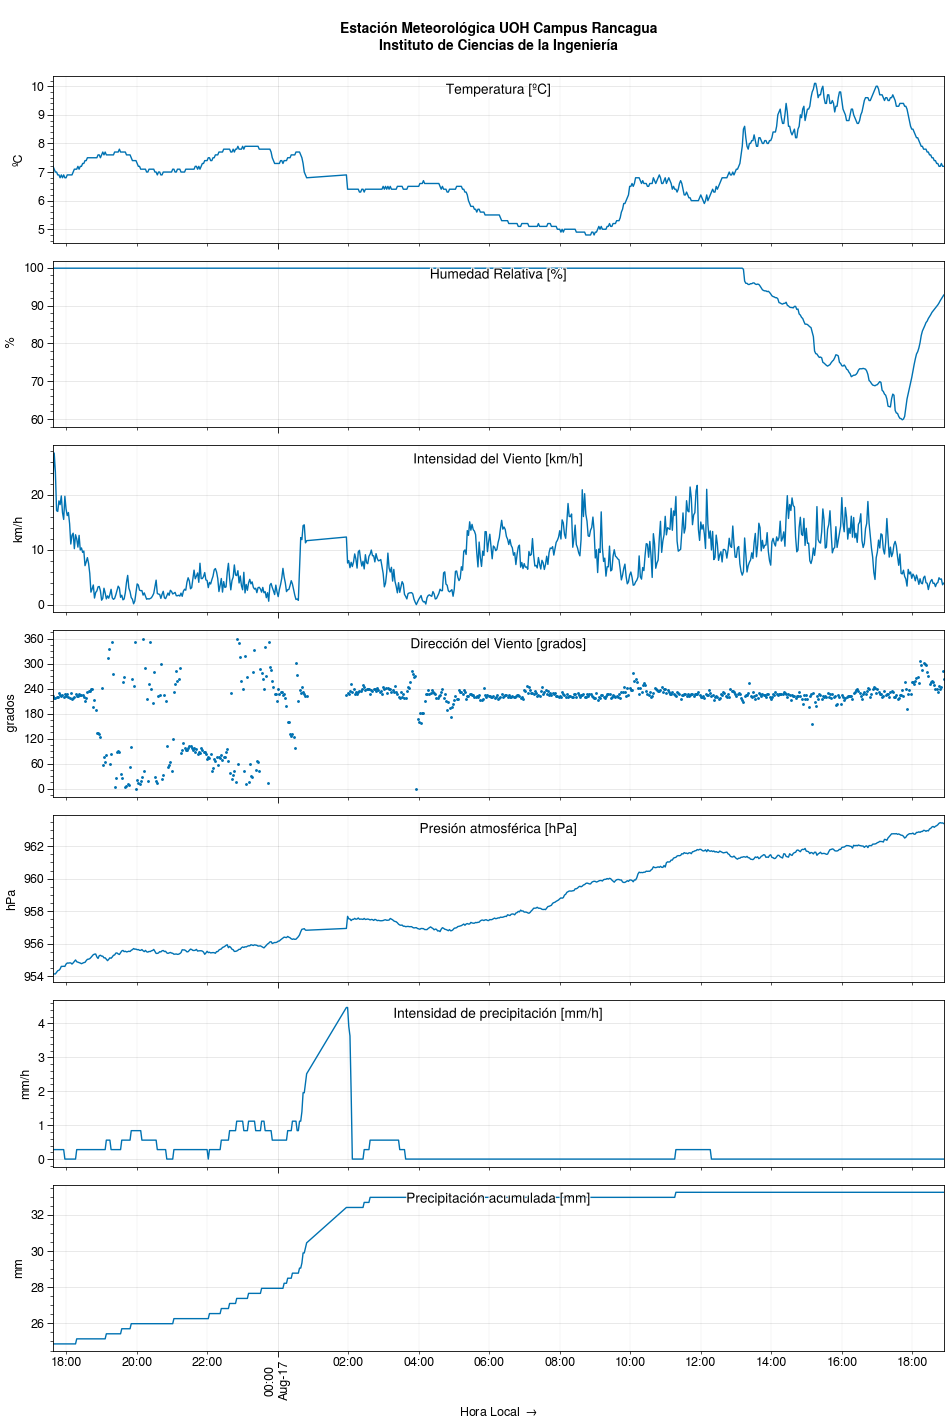 Estación Meteorológica UOH Campus Rancagua
Instituto de Ciencias de la Ingeniería
Temperatura [ºC]
ºC
10
9
8
7
6
5
Humedad Relativa [%]
%
100
90
80
70
60
Intensidad del Viento [km/h]
km/h
20
10
0
Dirección del Viento [grados]
grados
360
300
240
180
120
60
0
Presión atmosférica [hPa]
hPa
962
960
958
956
954
Intensidad de precipitación [mm/h]
mm/h
4
3
2
1
0
Precipitación acumulada [mm]
mm
32
30
28
26
18:00 20:00 22:00 00:00 02:00 04:00 06:00 08:00 10:00 12:00 14:00 16:00 18:00
Aug-17
Hora Local →